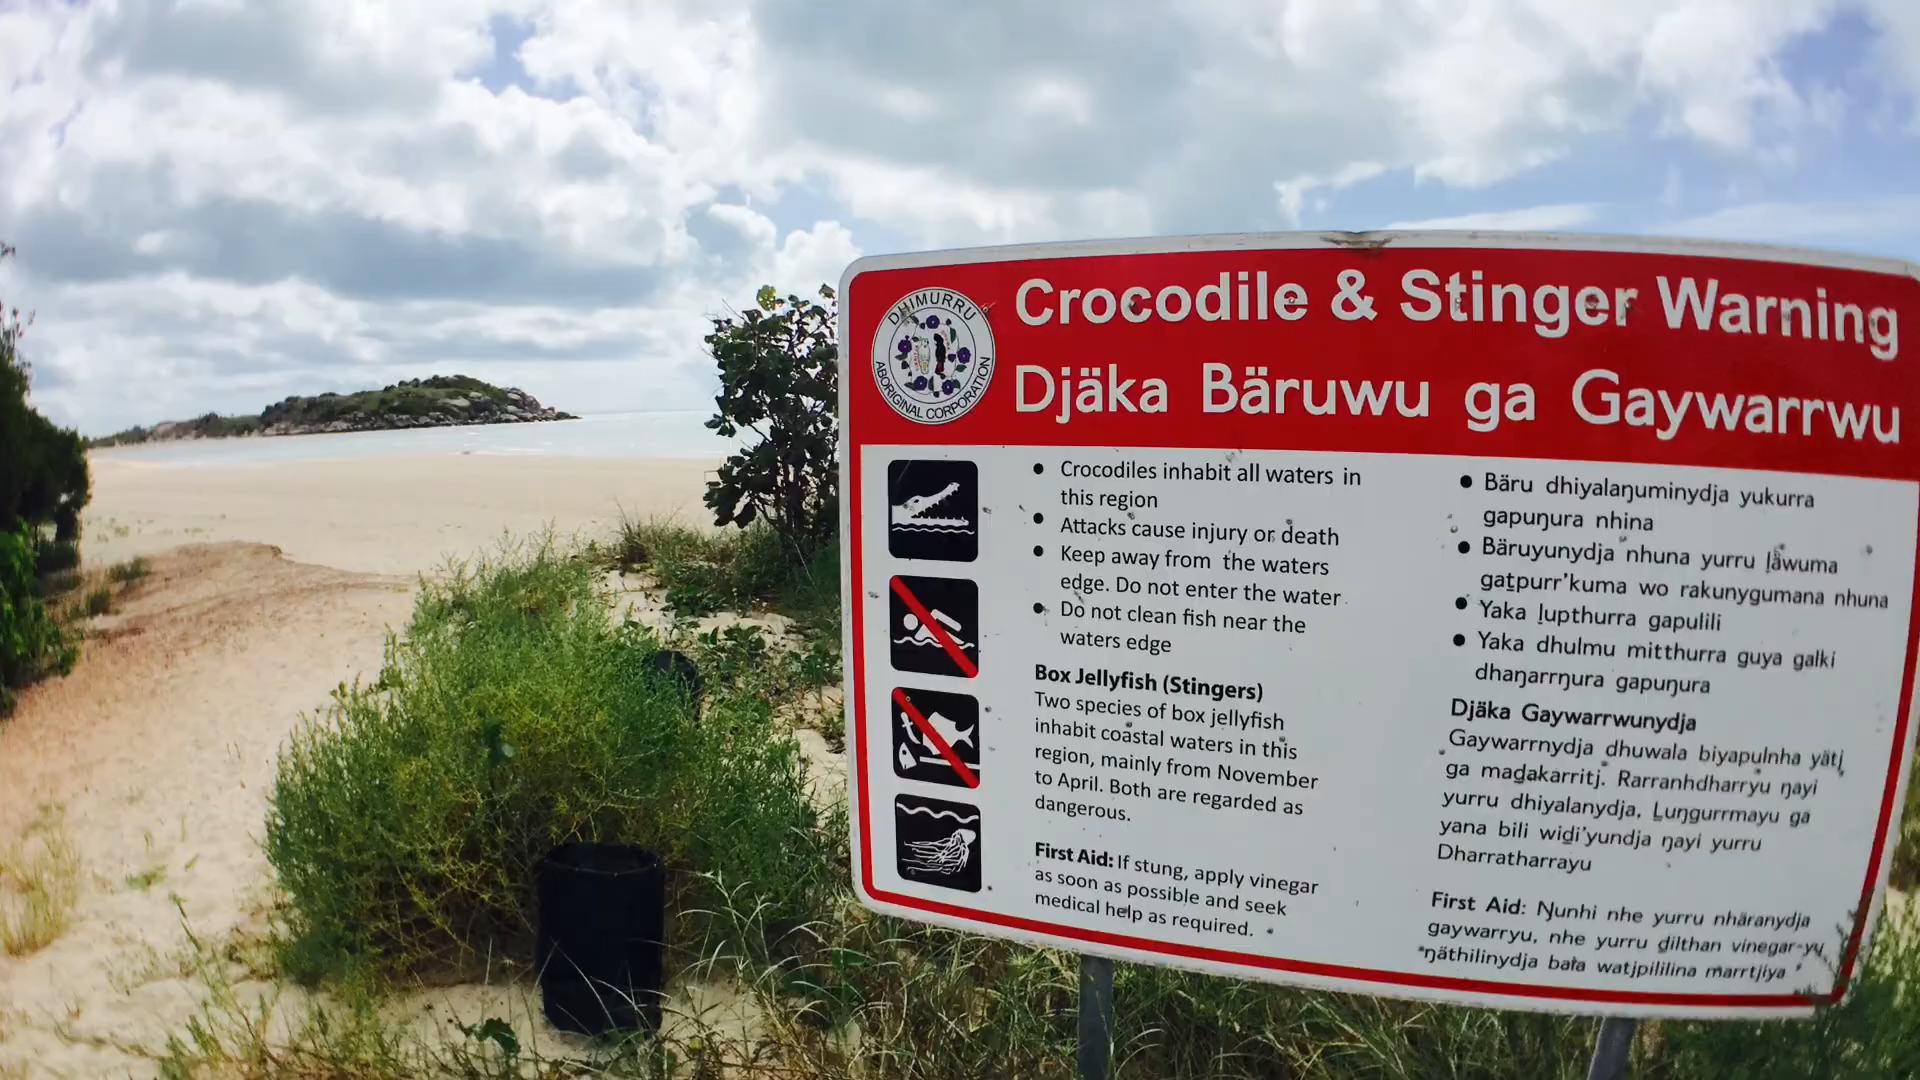 DHIMURRU
ABORIGINAL CORPORATION
Crocodile & Stinger Warning
Djäka Bäruwu ga Gaywarrwu
• Crocodiles inhabit all waters in
this region
• Attacks cause injury or death
• Keep away from the waters
edge. Do not enter the water
• Do not clean fish near the
waters edge
Box Jellyfish (Stingers)
Two species of box jellyfish
inhabit coastal waters in this
region, mainly from November
to April. Both are regarded as
dangerous.
First Aid: If stung, apply vinegar
as soon as possible and seek
medical help as required.
• Bäru dhiyalaŋuminydja yukurra
gapuŋura nhina
• Bäruyunydja nhuna yurru ḻäwuma
gaṯpurr'kuma wo rakunygumana nhuna
• Yaka ḻupthurra gapulili
• Yaka dhulmu mitthurra guya galki
dhaŋarrŋura gapuŋura
Djäka Gaywarrwunydja
Gaywarrnydja dhuwala biyapulnha yätj
ga maḏakarritj. Rarranhdharryu ŋayi
yurru dhiyalanydja, Ḻuŋgurrmayu ga
yana bili wiḏi'yundja ŋayi yurru
Dharratharrayu
First Aid: Ŋunhi nhe yurru nhäranydja
gaywarryu, nhe yurru ḏilthan vinegar-yu
ŋäthilinydja bala watjpililina marrtjiya